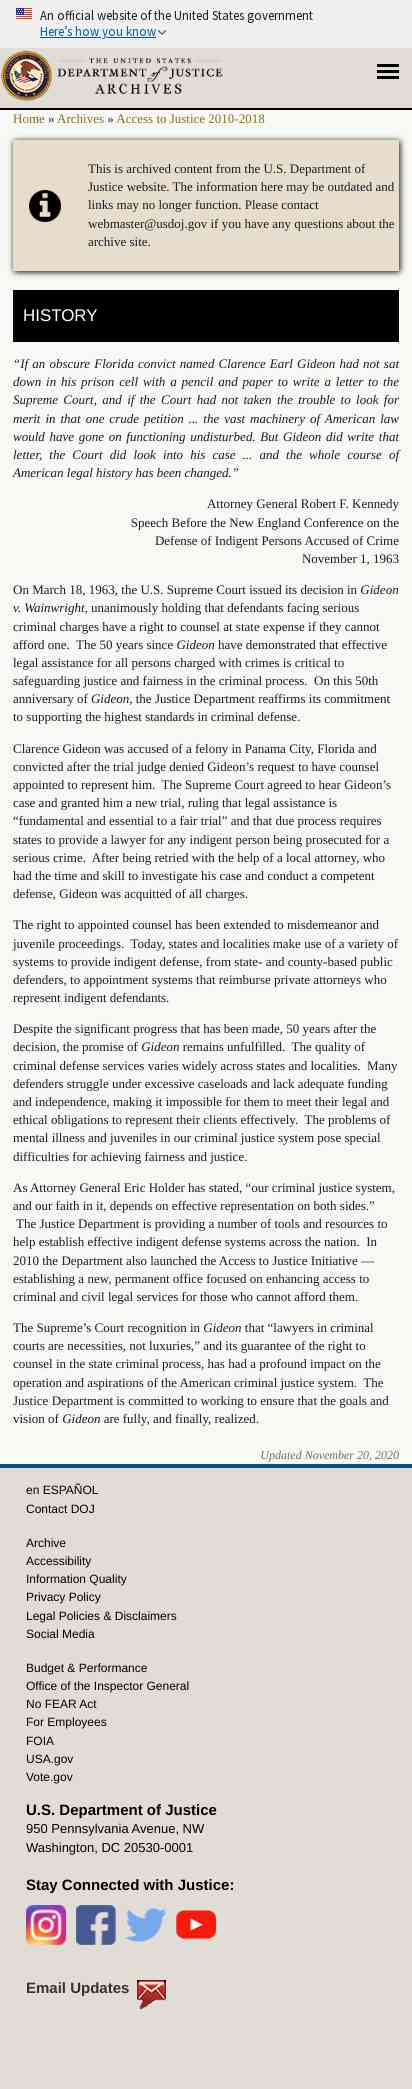 An official website of the United States government
Here's how you know
THE UNITED STATES
DEPARTMENT of JUSTICE
ARCHIVES
Home » Archives » Access to Justice 2010-2018
This is archived content from the U.S. Department of
Justice website. The information here may be outdated and
links may no longer function. Please contact
webmaster@usdoj.gov if you have any questions about the
archive site.
HISTORY
“If an obscure Florida convict named Clarence Earl Gideon had not sat
down in his prison cell with a pencil and paper to write a letter to the
Supreme Court, and if the Court had not taken the trouble to look for
merit in that one crude petition ... the vast machinery of American law
would have gone on functioning undisturbed. But Gideon did write that
letter, the Court did look into his case ... and the whole course of
American legal history has been changed.”
Attorney General Robert F. Kennedy
Speech Before the New England Conference on the
Defense of Indigent Persons Accused of Crime
November 1, 1963
On March 18, 1963, the U.S. Supreme Court issued its decision in Gideon
v. Wainwright, unanimously holding that defendants facing serious
criminal charges have a right to counsel at state expense if they cannot
afford one.  The 50 years since Gideon have demonstrated that effective
legal assistance for all persons charged with crimes is critical to
safeguarding justice and fairness in the criminal process.  On this 50th
anniversary of Gideon, the Justice Department reaffirms its commitment
to supporting the highest standards in criminal defense.
Clarence Gideon was accused of a felony in Panama City, Florida and
convicted after the trial judge denied Gideon’s request to have counsel
appointed to represent him.  The Supreme Court agreed to hear Gideon’s
case and granted him a new trial, ruling that legal assistance is
“fundamental and essential to a fair trial” and that due process requires
states to provide a lawyer for any indigent person being prosecuted for a
serious crime.  After being retried with the help of a local attorney, who
had the time and skill to investigate his case and conduct a competent
defense, Gideon was acquitted of all charges.
The right to appointed counsel has been extended to misdemeanor and
juvenile proceedings.  Today, states and localities make use of a variety of
systems to provide indigent defense, from state- and county-based public
defenders, to appointment systems that reimburse private attorneys who
represent indigent defendants.
Despite the significant progress that has been made, 50 years after the
decision, the promise of Gideon remains unfulfilled.  The quality of
criminal defense services varies widely across states and localities.  Many
defenders struggle under excessive caseloads and lack adequate funding
and independence, making it impossible for them to meet their legal and
ethical obligations to represent their clients effectively.  The problems of
mental illness and juveniles in our criminal justice system pose special
difficulties for achieving fairness and justice.
As Attorney General Eric Holder has stated, “our criminal justice system,
and our faith in it, depends on effective representation on both sides.”
The Justice Department is providing a number of tools and resources to
help establish effective indigent defense systems across the nation.  In
2010 the Department also launched the Access to Justice Initiative —
establishing a new, permanent office focused on enhancing access to
criminal and civil legal services for those who cannot afford them.
The Supreme’s Court recognition in Gideon that “lawyers in criminal
courts are necessities, not luxuries,” and its guarantee of the right to
counsel in the state criminal process, has had a profound impact on the
operation and aspirations of the American criminal justice system.  The
Justice Department is committed to working to ensure that the goals and
vision of Gideon are fully, and finally, realized.
Updated November 20, 2020
en ESPAÑOL
Contact DOJ
Archive
Accessibility
Information Quality
Privacy Policy
Legal Policies & Disclaimers
Social Media
Budget & Performance
Office of the Inspector General
No FEAR Act
For Employees
FOIA
USA.gov
Vote.gov
U.S. Department of Justice
950 Pennsylvania Avenue, NW
Washington, DC 20530-0001
Stay Connected with Justice:
Email Updates